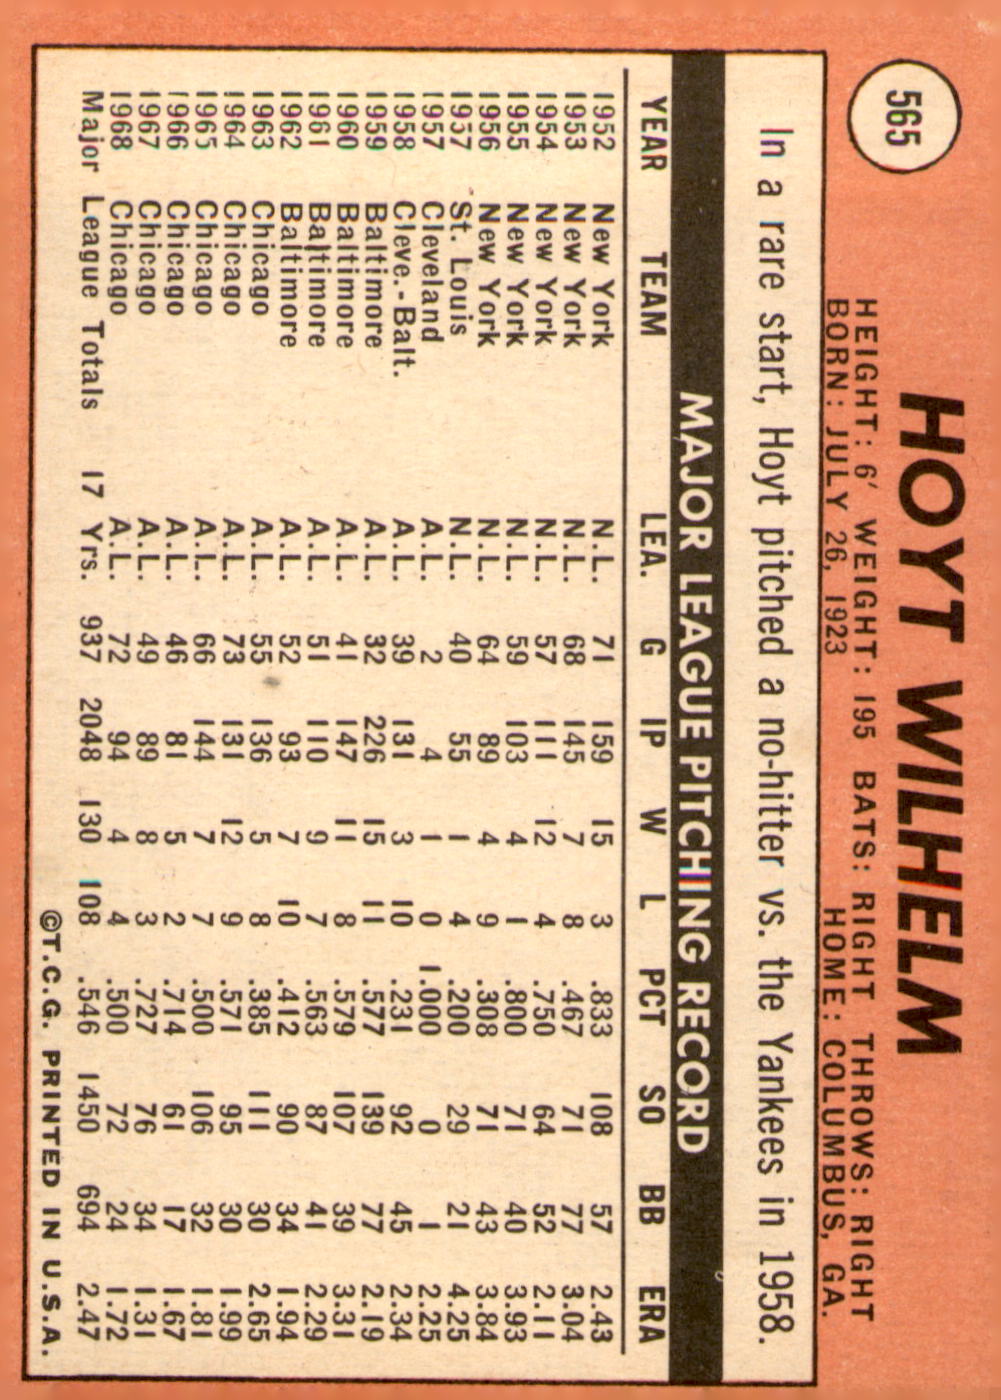 565
HOYT WILHELM
HEIGHT: 6' WEIGHT: 195 BATS: RIGHT THROWS: RIGHT
BORN: JULY 26, 1923 HOME: COLUMBUS, GA.
In a rare start, Hoyt pitched a no-hitter vs. the Yankees in 1958.
MAJOR LEAGUE PITCHING RECORD
YEAR TEAM LEA. G IP W L PCT SO BB ERA
1952 New York N.L. 71 159 15 3 .833 108 57 2.43
1953 New York N.L. 68 145 7 8 .467 71 77 3.04
1954 New York N.L. 57 111 12 4 .750 64 52 2.11
1955 New York N.L. 59 103 4 1 .800 71 40 3.93
1956 New York N.L. 64 89 4 9 .308 71 43 3.84
1937 St. Louis N.L. 40 55 1 4 .200 29 21 4.25
1957 Cleveland A.L. 2 4 1 0 1.000 0 1 2.25
1958 Cleve.-Balt. A.L. 39 131 3 10 .231 92 45 2.34
1959 Baltimore A.L. 32 226 15 11 .577 139 77 2.19
1960 Baltimore A.L. 41 147 11 8 .579 107 39 3.31
1961 Baltimore A.L. 51 110 9 7 .563 87 41 2.29
1962 Baltimore A.L. 52 93 7 10 .412 90 34 1.94
1963 Chicago A.L. 55 136 5 8 .385 111 30 2.65
1964 Chicago A.L. 73 131 12 9 .571 95 30 1.99
1965 Chicago A.L. 66 144 7 7 .500 106 32 1.81
1966 Chicago A.L. 46 81 5 2 .714 61 17 1.67
1967 Chicago A.L. 49 89 8 3 .727 76 34 1.31
1968 Chicago A.L. 72 94 4 4 .500 72 24 1.72
Major League Totals 17 Yrs. 937 2048 130 108 .546 1450 694 2.47
©T.C.G. PRINTED IN U.S.A.